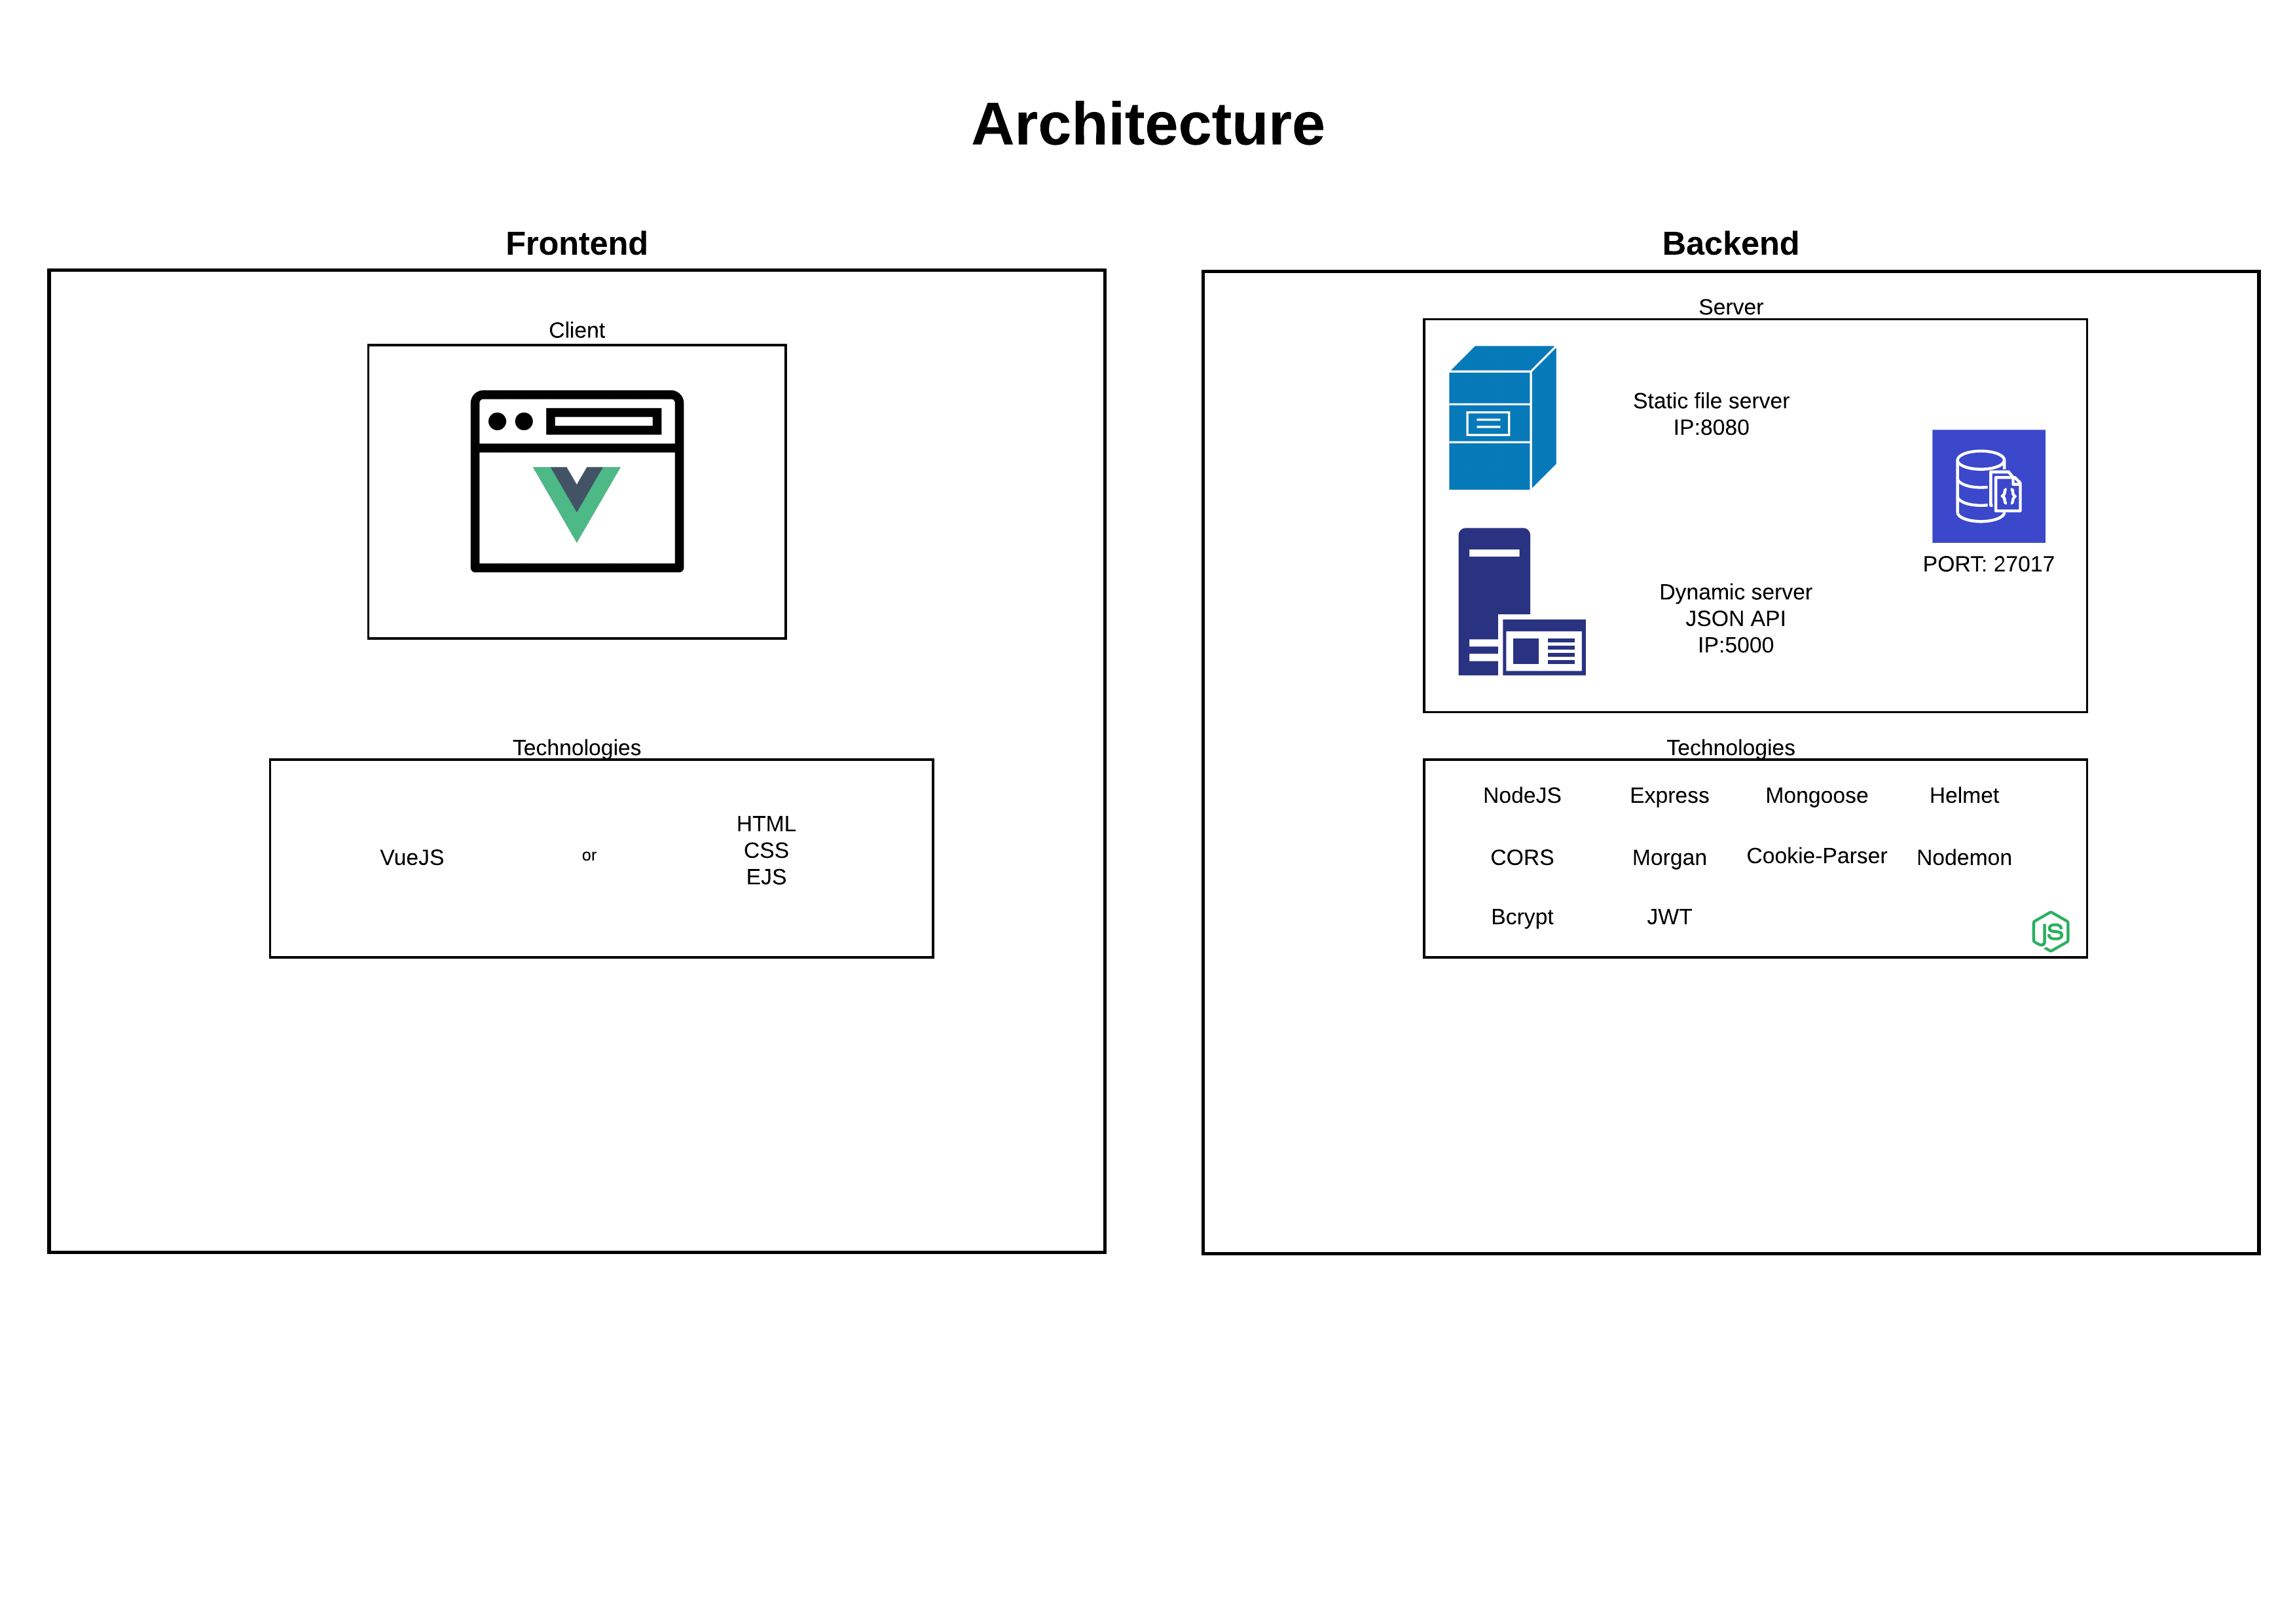 Architecture
Frontend
Client
Technologies
VueJS
or
HTML
CSS
EJS
Backend
Server
Static file server
IP:8080
PORT: 27017
Dynamic server
JSON API
IP:5000
Technologies
NodeJS Express Mongoose Helmet
CORS Morgan Cookie-Parser Nodemon
Bcrypt JWT
JS